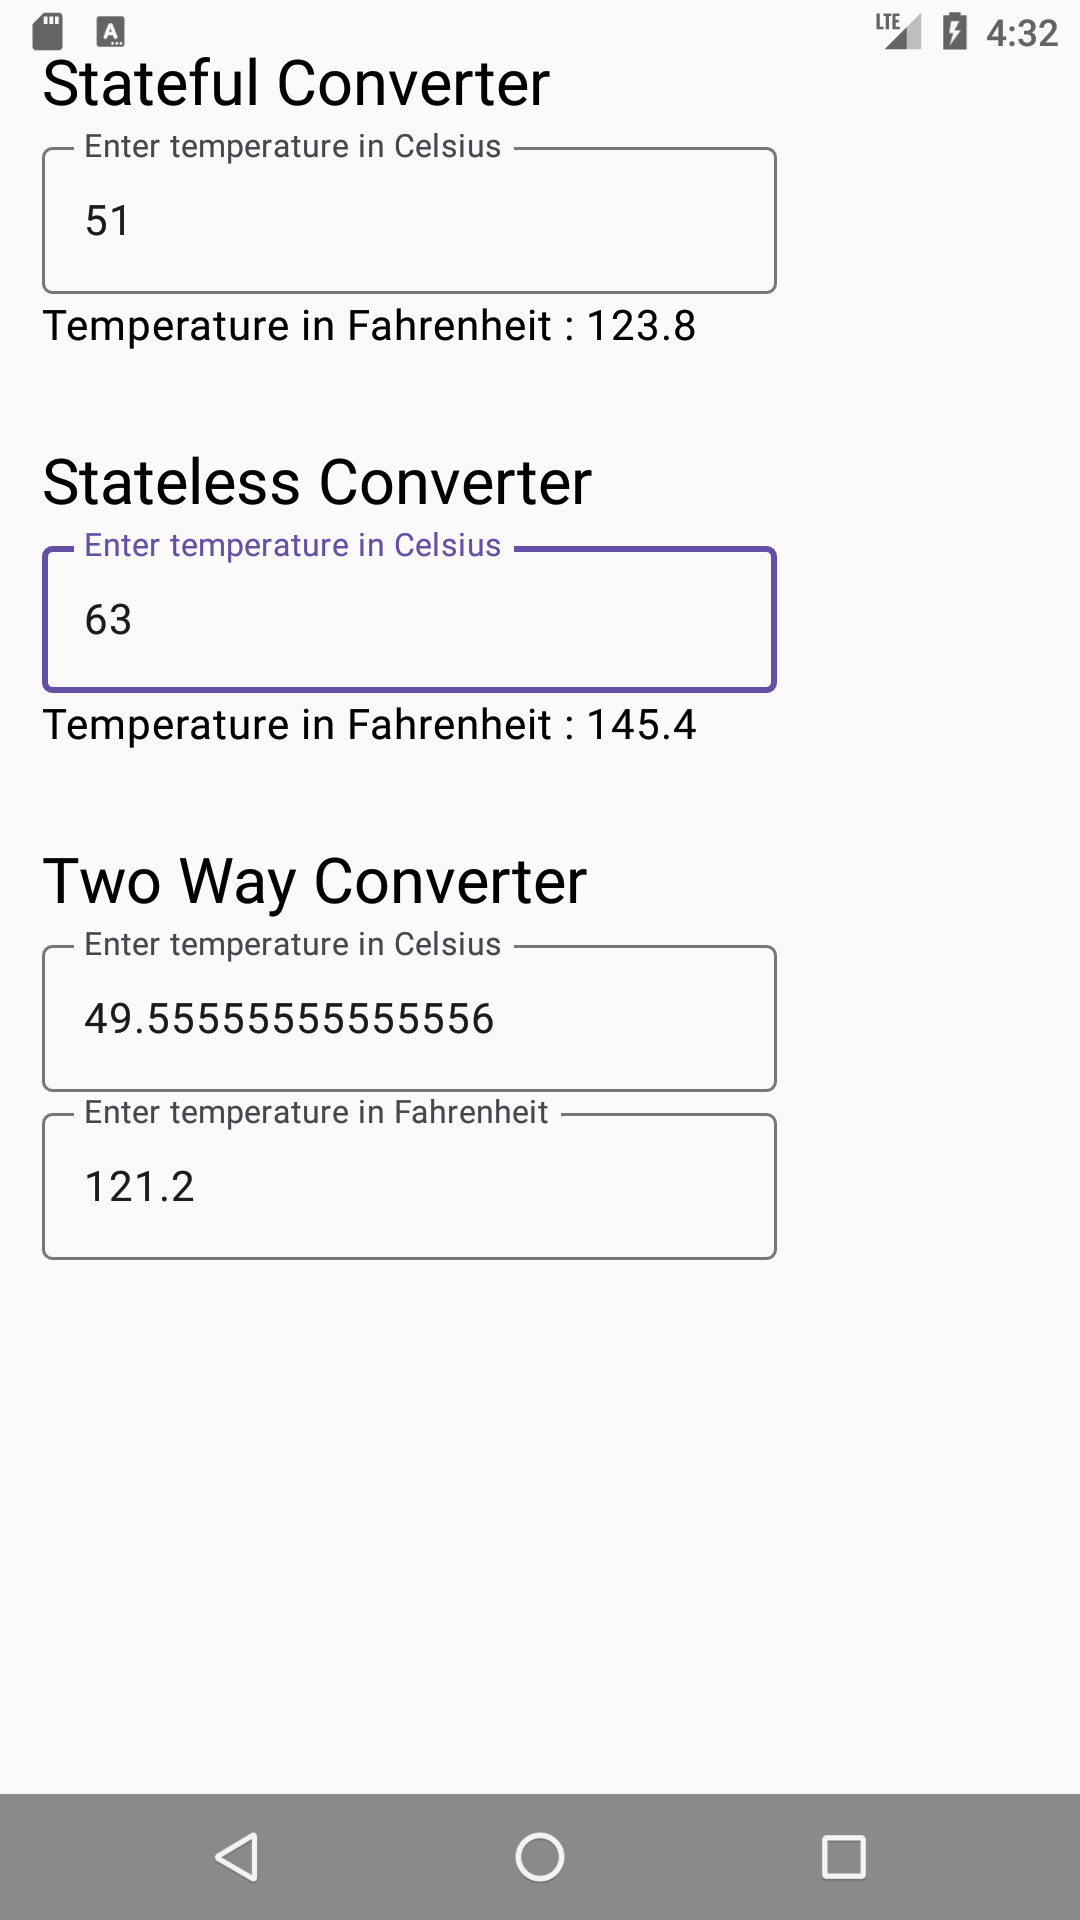 LTE 4:32
Stateful Converter
Enter temperature in Celsius
51
Temperature in Fahrenheit : 123.8
Stateless Converter
Enter temperature in Celsius
63
Temperature in Fahrenheit : 145.4
Two Way Converter
Enter temperature in Celsius
49.55555555555556
Enter temperature in Fahrenheit
121.2